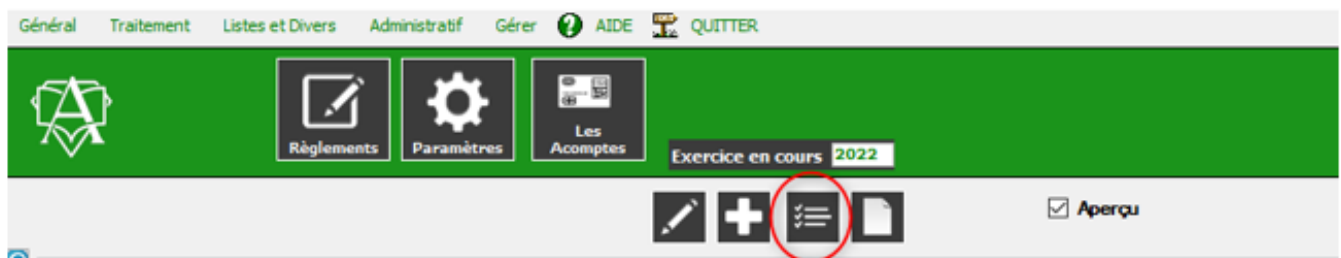 Général Traitement Listes et Divers Administratif Gérer ? AIDE QUITTER
A
Règlements Paramètres Les Acomptes Exercice en cours 2022
Aperçu